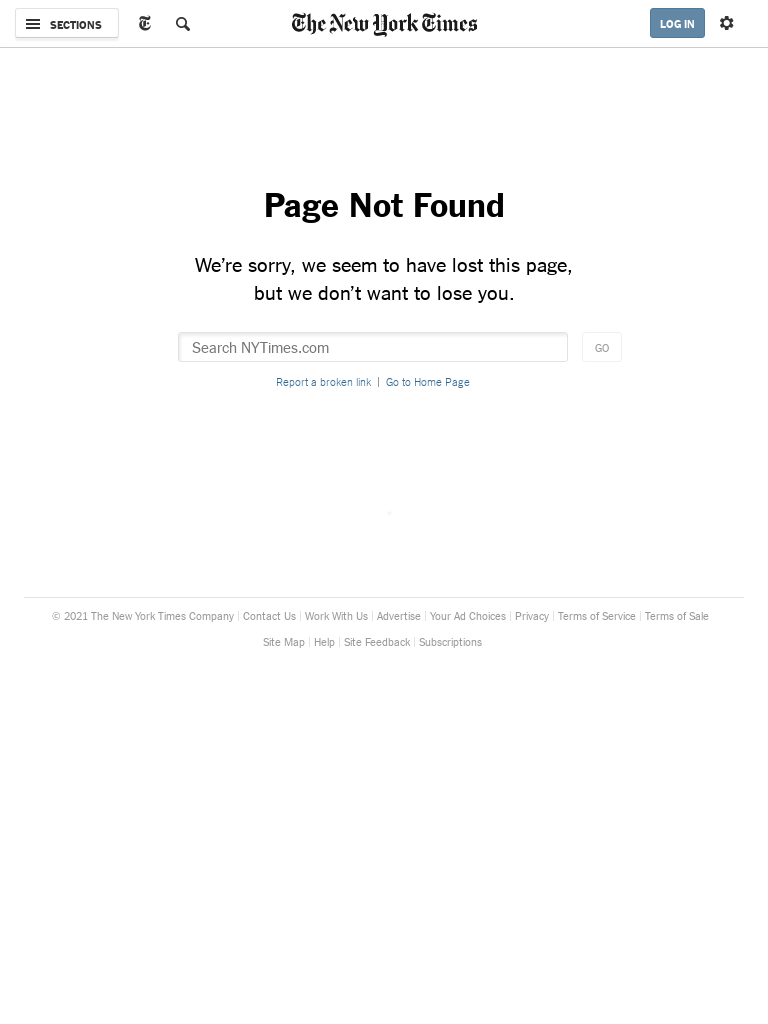 SECTIONS
The New York Times
LOG IN
Page Not Found
We’re sorry, we seem to have lost this page,
but we don’t want to lose you.
Search NYTimes.com
GO
Report a broken link | Go to Home Page
© 2021 The New York Times Company | Contact Us | Work With Us | Advertise | Your Ad Choices | Privacy | Terms of Service | Terms of Sale
Site Map | Help | Site Feedback | Subscriptions